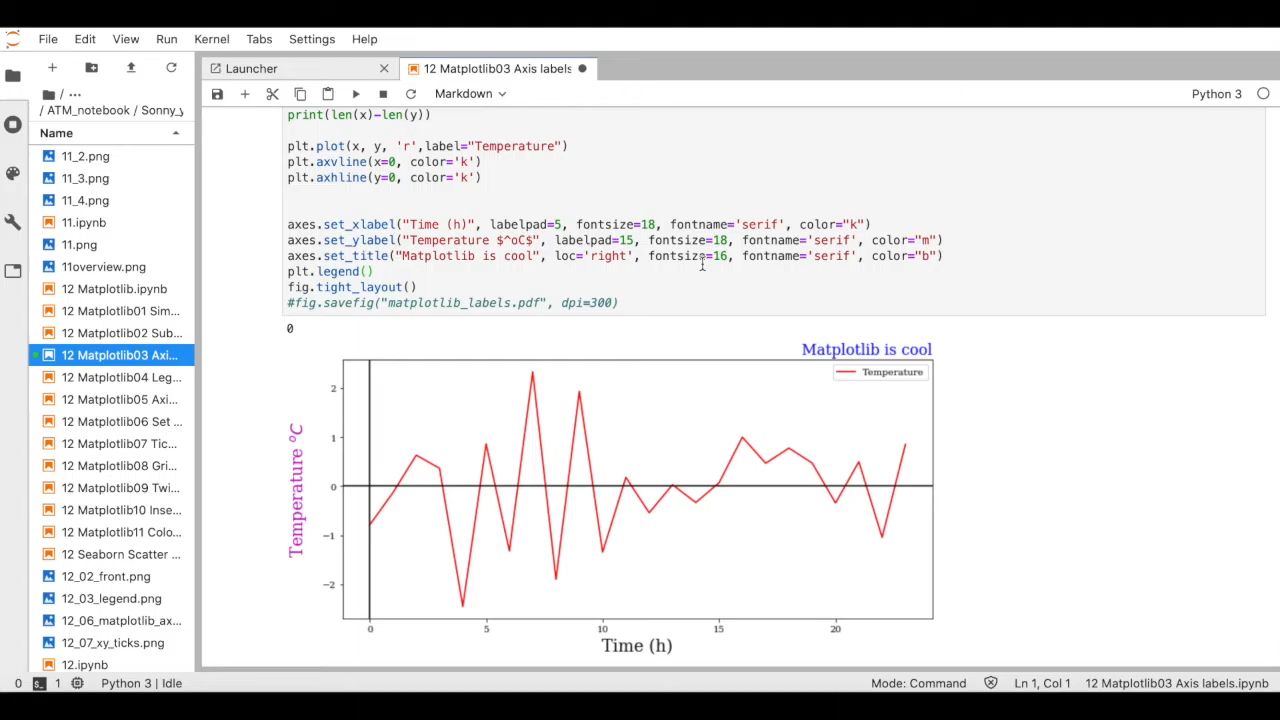 File Edit View Run Kernel Tabs Settings Help
Launcher
12 Matplotlib03 Axis labels
Markdown
Python 3
/ ...
/ ATM_notebook / Sonny_y
Name
11_2.png
11_3.png
11_4.png
11.ipynb
11.png
11overview.png
12 Matplotlib.ipynb
12 Matplotlib01 Sim...
12 Matplotlib02 Sub...
12 Matplotlib03 Axi...
12 Matplotlib04 Leg...
12 Matplotlib05 Axi...
12 Matplotlib06 Set ...
12 Matplotlib07 Tic...
12 Matplotlib08 Gri...
12 Matplotlib09 Twi...
12 Matplotlib10 Inse...
12 Matplotlib11 Colo...
12 Seaborn Scatter ...
12_02_front.png
12_03_legend.png
12_06_matplotlib_ax...
12_07_xy_ticks.png
12.ipynb
print(len(x)-len(y))
plt.plot(x, y, 'r',label="Temperature")
plt.axvline(x=0, color='k')
plt.axhline(y=0, color='k')
axes.set_xlabel("Time (h)", labelpad=5, fontsize=18, fontname='serif', color="k")
axes.set_ylabel("Temperature $^oC$", labelpad=15, fontsize=18, fontname='serif', color="m")
axes.set_title("Matplotlib is cool", loc='right', fontsize=16, fontname='serif', color="b")
plt.legend()
fig.tight_layout()
#fig.savefig("matplotlib_labels.pdf", dpi=300)
0
Matplotlib is cool
Temperature
Temperature °C
2
1
0
−1
−2
0 5 10 15 20
Time (h)
0 1 Python 3 | Idle
Mode: Command
Ln 1, Col 1
12 Matplotlib03 Axis labels.ipynb